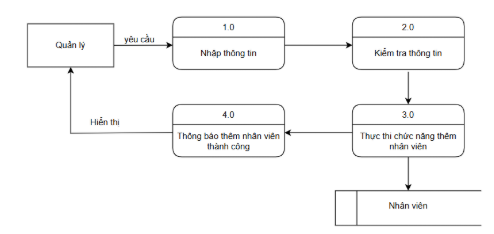 1.0
2.0
Quản lý
yêu cầu
Nhập thông tin
Kiểm tra thông tin
4.0
3.0
Hiển thị
Thông báo thêm nhân viên
thành công
Thực thi chức năng thêm
nhân viên
Nhân viên